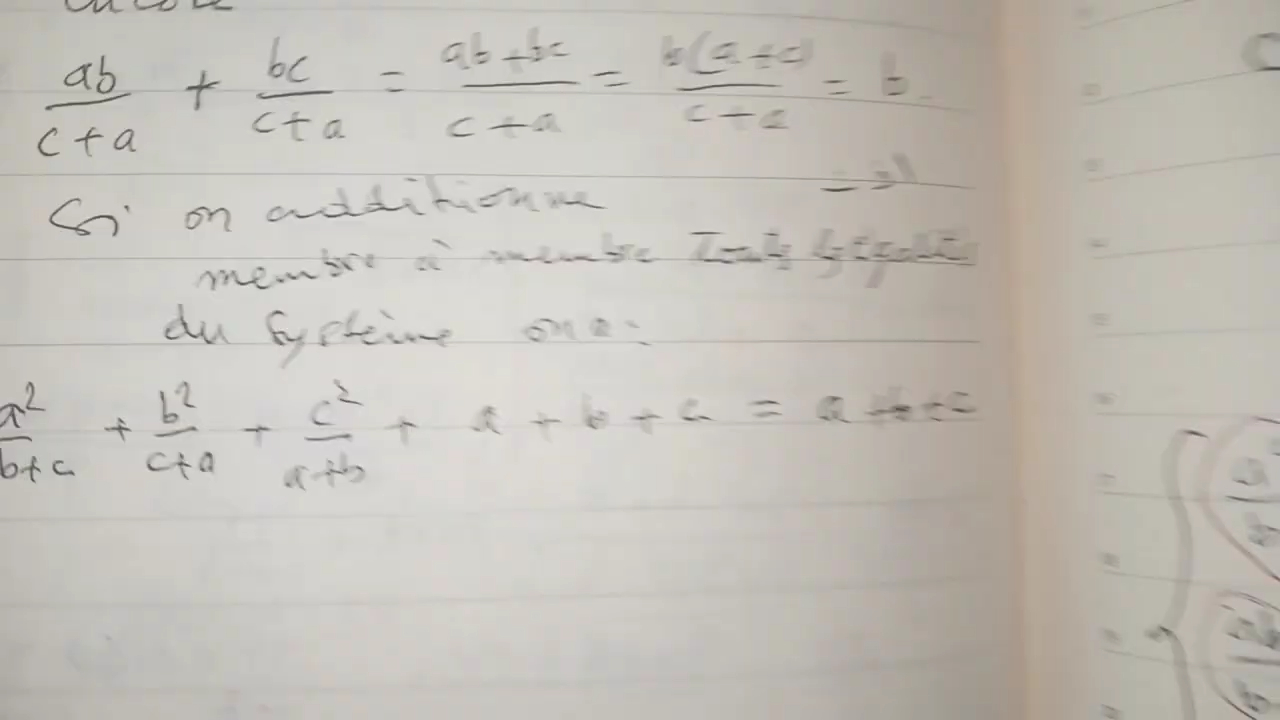 ab/(c+a) + bc/(c+a) = (ab+bc)/(c+a) = b(a+c)/(c+a) = b.
Si on additionne
membre à membre
du Système on a:
a²/(b+c) + b²/(c+a) + c²/(a+b) + a + b + c = a+b+c